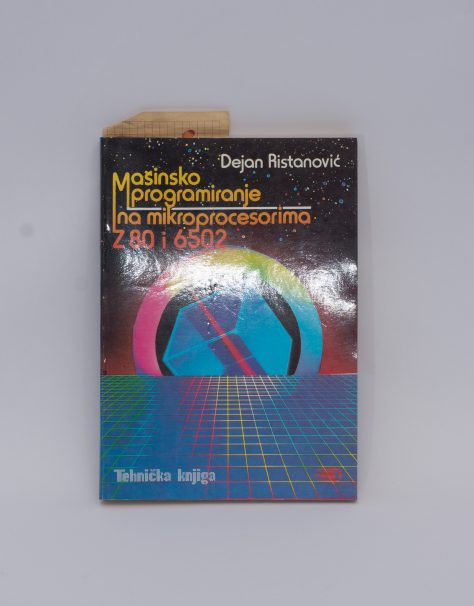 Dejan Ristanović
Mašinsko
programiranje
na mikroprocesorima
Z 80 i 6502
Tehnička knjiga